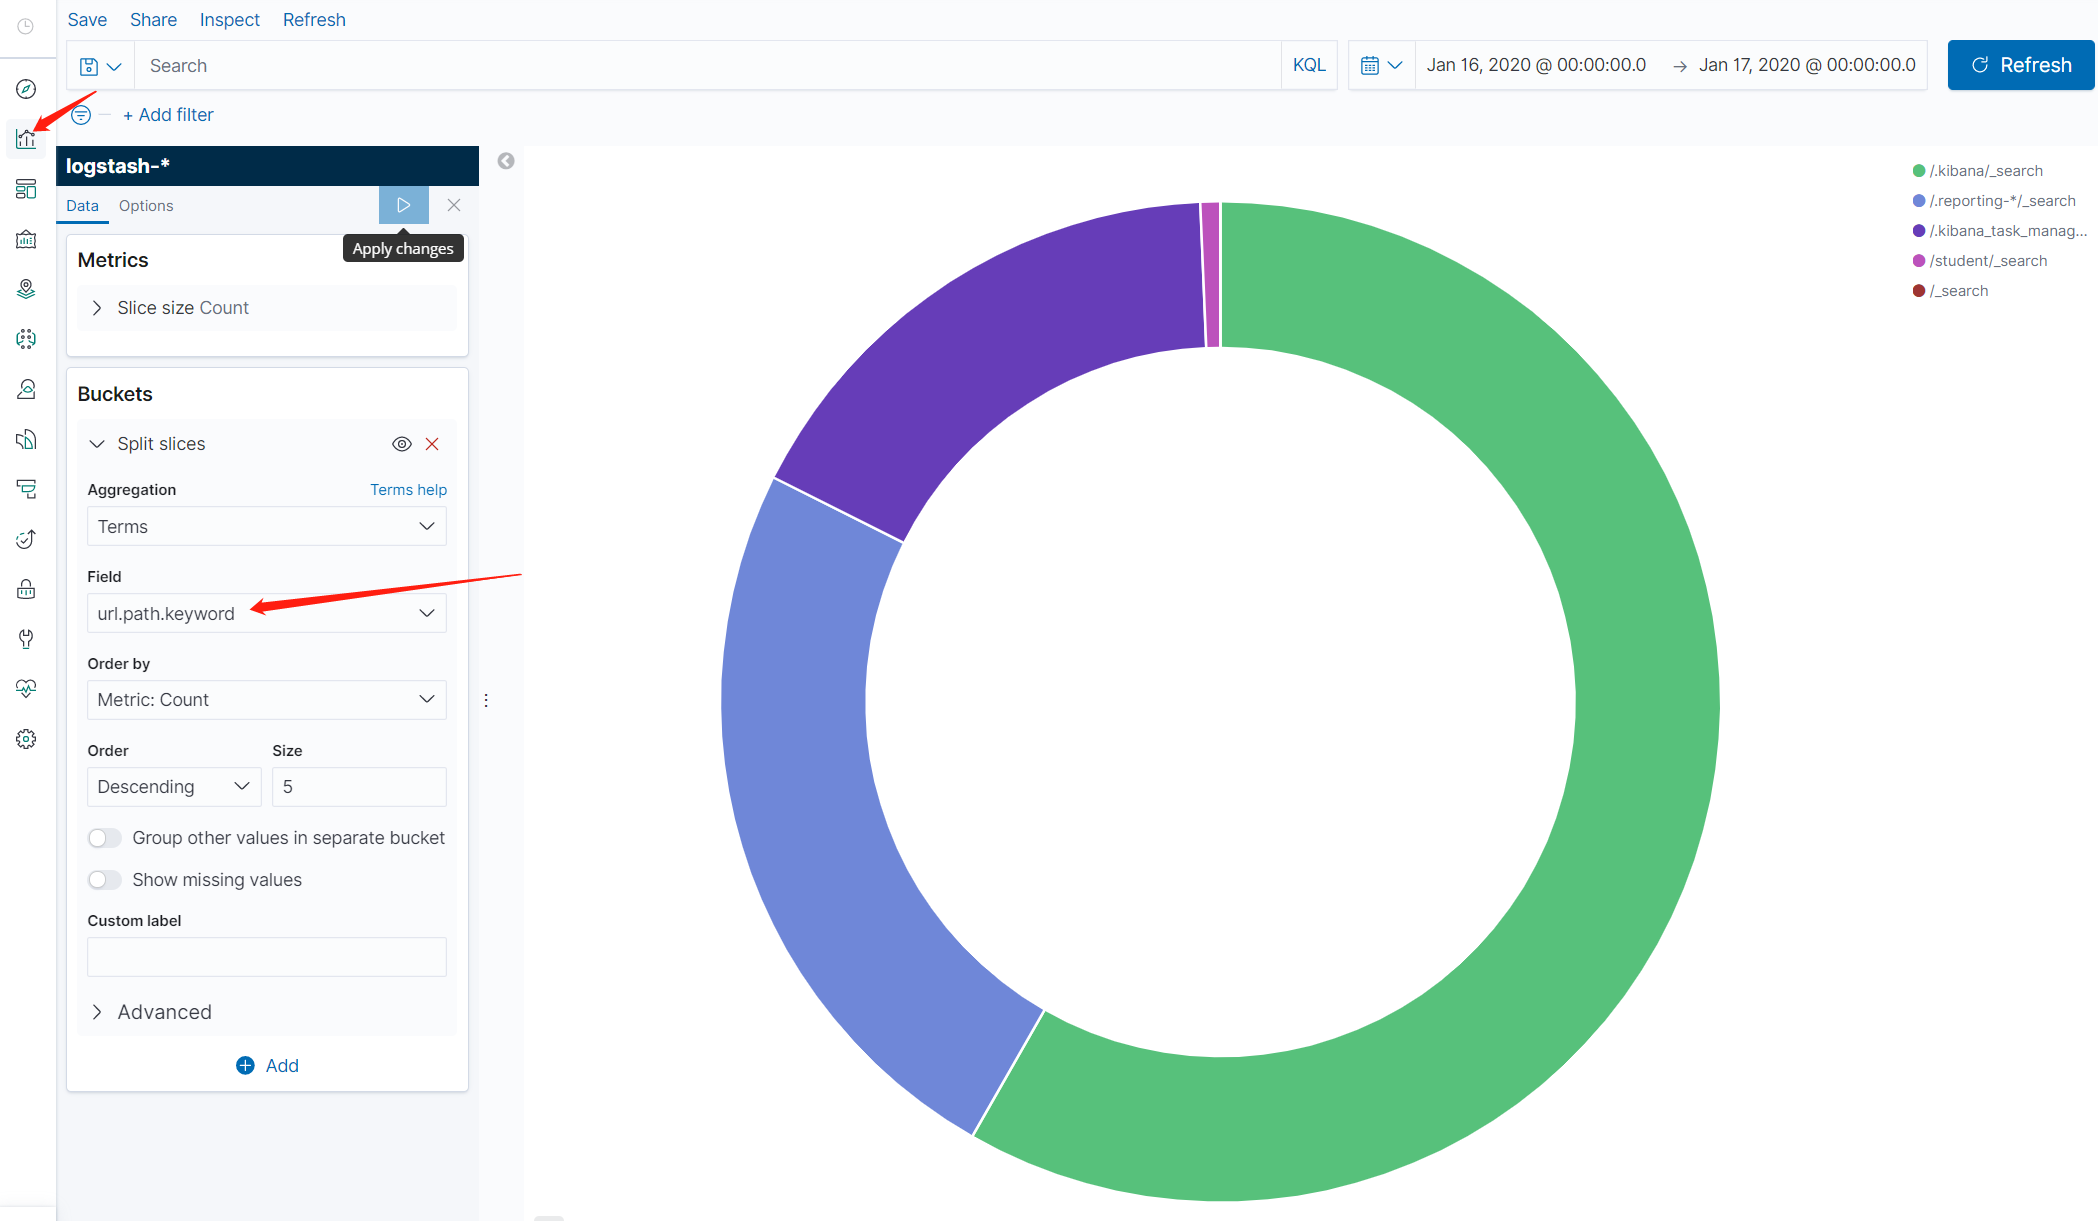 Save Share Inspect Refresh
Search KQL Jan 16, 2020 @ 00:00:00.0 → Jan 17, 2020 @ 00:00:00.0 Refresh
+ Add filter
logstash-*
Data Options
Apply changes
Metrics
Slice size Count
Buckets
Split slices
Aggregation Terms help
Terms
Field
url.path.keyword
Order by
Metric: Count
Order Size
Descending 5
Group other values in separate bucket
Show missing values
Custom label
Advanced
Add
/.kibana/_search
/.reporting-*/_search
/.kibana_task_manag...
/student/_search
/_search